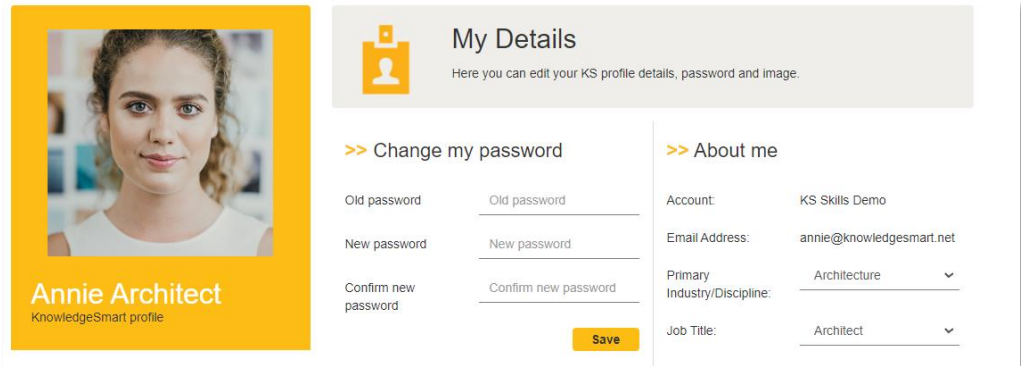 My Details
Here you can edit your KS profile details, password and image.
Annie Architect
KnowledgeSmart profile
>> Change my password
Old password Old password
New password New password
Confirm new password Confirm new password
Save
>> About me
Account: KS Skills Demo
Email Address: annie@knowledgesmart.net
Primary Industry/Discipline: Architecture
Job Title: Architect